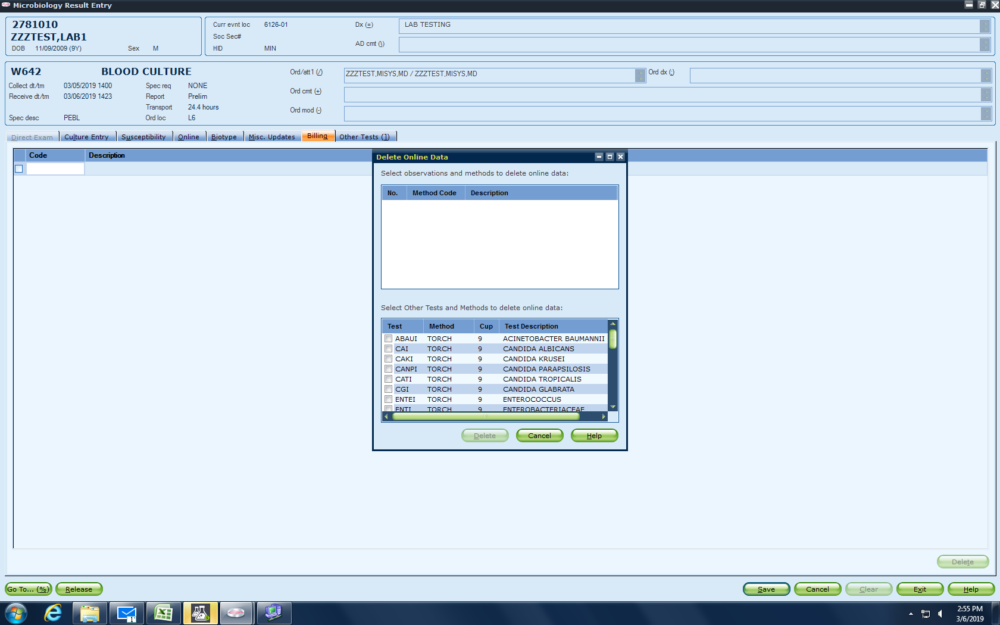 Microbiology Result Entry
2781010
ZZZTEST,LAB1
DOB 11/09/2009 (9Y) Sex M
Curr evnt loc 6126-01
Soc Sec#
HID MIN
Dx (=) LAB TESTING
AD cmt (\)
W642 BLOOD CULTURE
Collect dt/tm 03/05/2019 1400 Spec req NONE
Receive dt/tm 03/06/2019 1423 Report Prelim
Transport 24.4 hours
Spec desc PEBL Ord loc L6
Ord/att1 (/) ZZZTEST,MISYS,MD / ZZZTEST,MISYS,MD Ord dx (;)
Ord cmt (+)
Ord mod (-)
Direct Exam Culture Entry Susceptibility Online Biotype Misc. Updates Billing Other Tests (])
Code Description
Delete Online Data
Select observations and methods to delete online data:
No. Method Code Description
Select Other Tests and Methods to delete online data:
Test Method Cup Test Description
ABAUI TORCH 9 ACINETOBACTER BAUMANNII
CAI TORCH 9 CANDIDA ALBICANS
CAKI TORCH 9 CANDIDA KRUSEI
CANPI TORCH 9 CANDIDA PARAPSILOSIS
CATI TORCH 9 CANDIDA TROPICALIS
CGI TORCH 9 CANDIDA GLABRATA
ENTEI TORCH 9 ENTEROCOCCUS
ENTI TORCH 9 ENTEROBACTERIACEAE
Delete Cancel Help
Delete
Go To... (%) Release Save Cancel Clear Exit Help
1
2:55 PM
3/6/2019